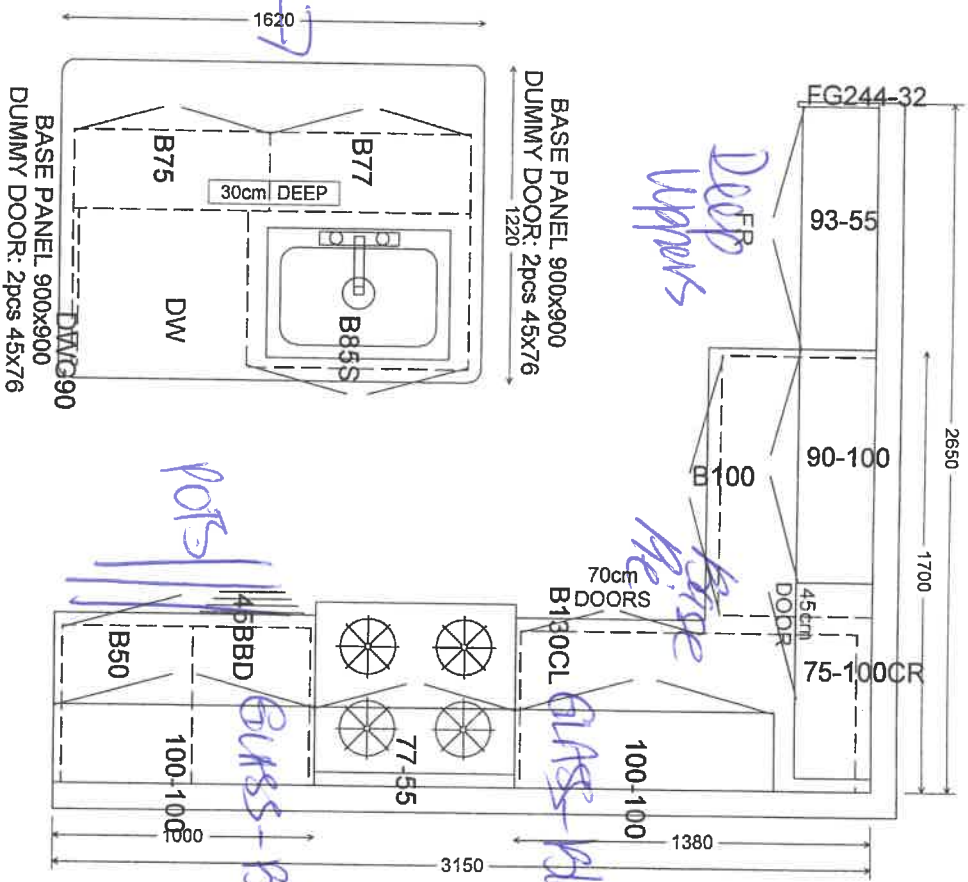 1620
BASE PANEL 900x900
DUMMY DOOR: 2pcs 45x76
1220
B75
B77
30cm DEEP
DW
B85S
DWG90
BASE PANEL 900x900
DUMMY DOOR: 2pcs 45x76
FG244-32
93-55
FR
Deep
Uppers
2650
90-100
B100
1700
45cm
DOOR
75-100CR
70cm
DOORS
B130CL
100-100
GLASS-
1380
77-55
POTS
45BBD
B50
100-100
GLASS-
1000
3150